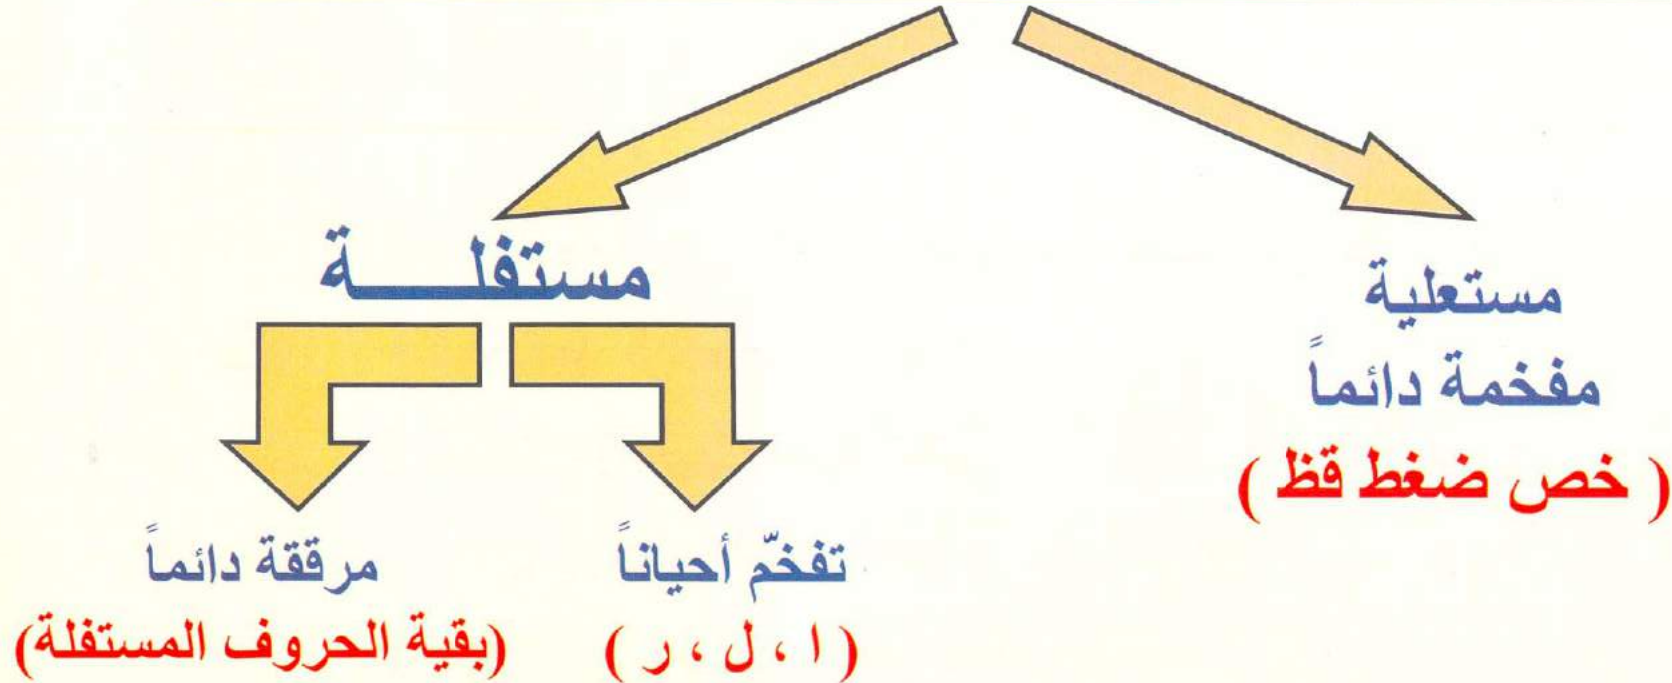 مستعلية
مفخمة دائماً
( خص ضغط قظ )
مستفلـــــة
تفخّم أحياناً
( ا ، ل ، ر )
مرققة دائماً
(بقية الحروف المستفلة)